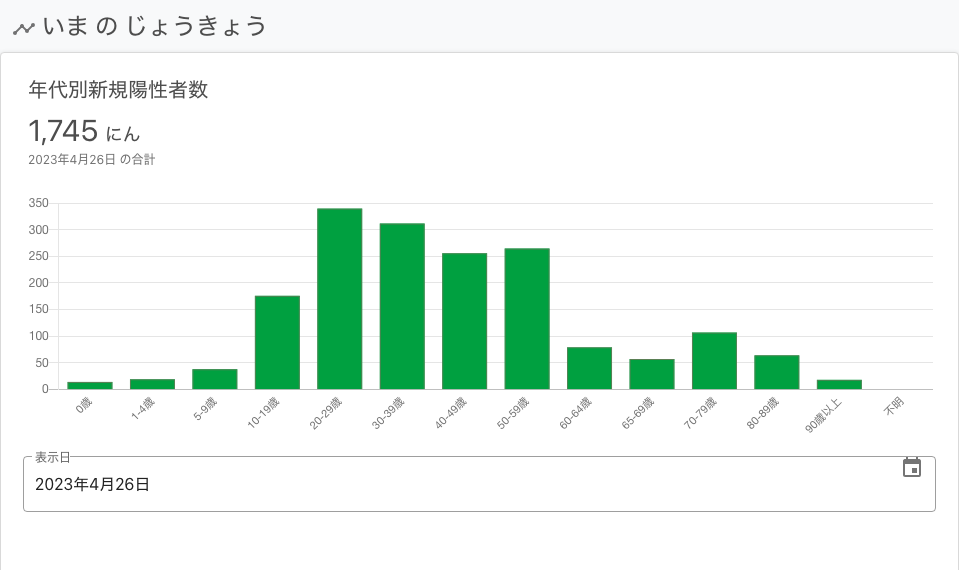 いま の じょうきょう
年代別新規陽性者数
1,745 にん
2023年4月26日 の合計
350
300
250
200
150
100
50
0
0歳
1-4歳
5-9歳
10-19歳
20-29歳
30-39歳
40-49歳
50-59歳
60-64歳
65-69歳
70-79歳
80-89歳
90歳以上
不明
表示日
2023年4月26日